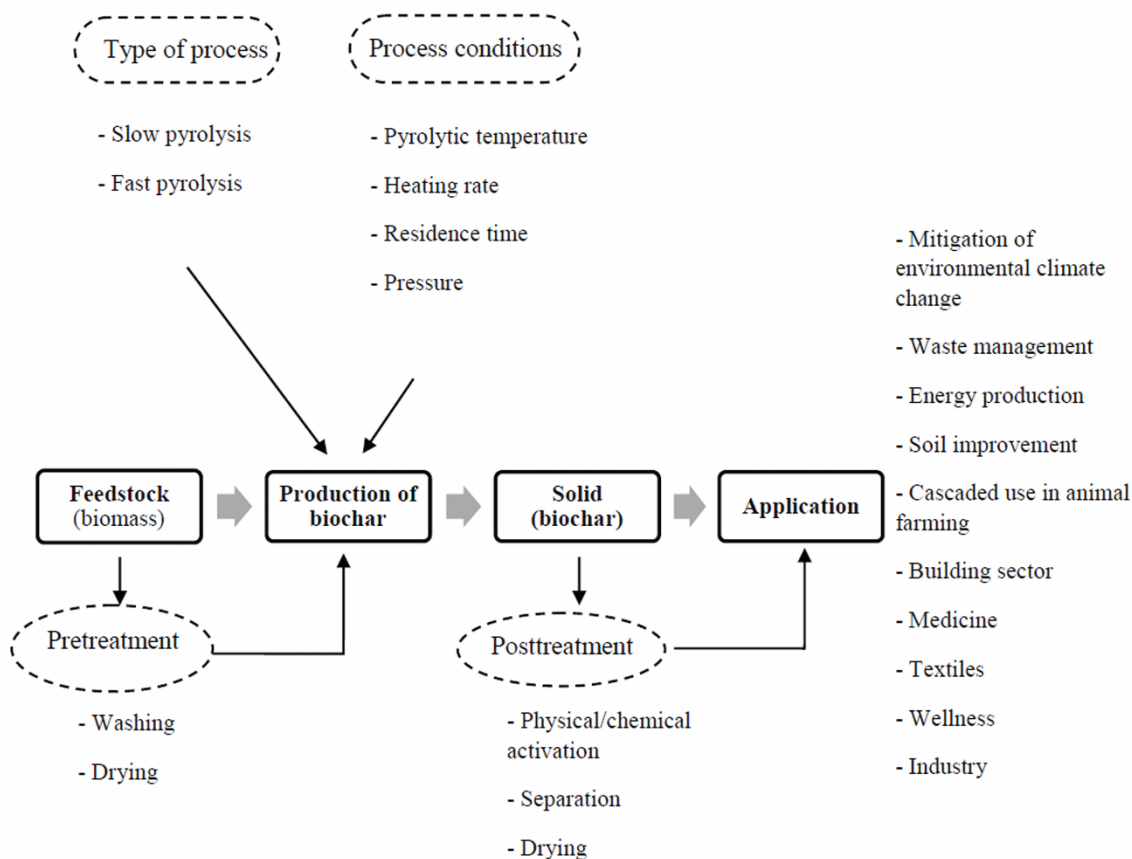 Type of process
Process conditions
- Slow pyrolysis
- Fast pyrolysis
- Pyrolytic temperature
- Heating rate
- Residence time
- Pressure
Feedstock
(biomass)
Production of
biochar
Solid
(biochar)
Application
Pretreatment
- Washing
- Drying
Posttreatment
- Physical/chemical
activation
- Separation
- Drying
- Mitigation of
environmental climate
change
- Waste management
- Energy production
- Soil improvement
- Cascaded use in animal
farming
- Building sector
- Medicine
- Textiles
- Wellness
- Industry